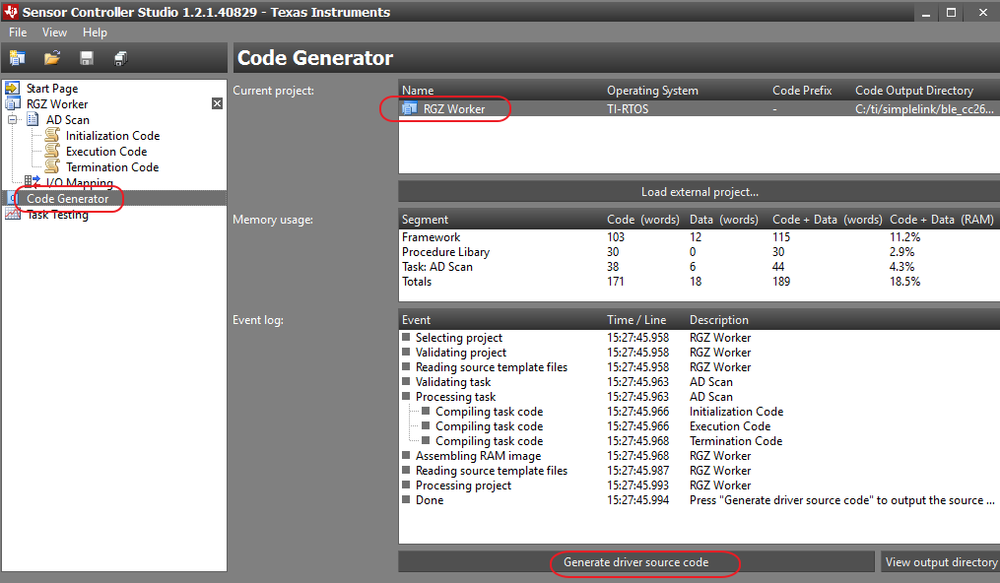 Sensor Controller Studio 1.2.1.40829 - Texas Instruments
File View Help
Code Generator
Start Page
RGZ Worker
AD Scan
Initialization Code
Execution Code
Termination Code
I/O Mapping
Code Generator
Task Testing
Current project:
Name Operating System Code Prefix Code Output Directory
RGZ Worker TI-RTOS - C:/ti/simplelink/ble_cc26...
Load external project...
Memory usage:
Segment Code (words) Data (words) Code + Data (words) Code + Data (RAM)
Framework 103 12 115 11.2%
Procedure Libary 30 0 30 2.9%
Task: AD Scan 38 6 44 4.3%
Totals 171 18 189 18.5%
Event log:
Event Time / Line Description
Selecting project 15:27:45.958 RGZ Worker
Validating project 15:27:45.958 RGZ Worker
Reading source template files 15:27:45.958 RGZ Worker
Validating task 15:27:45.963 AD Scan
Processing task 15:27:45.963 AD Scan
Compiling task code 15:27:45.966 Initialization Code
Compiling task code 15:27:45.966 Execution Code
Compiling task code 15:27:45.968 Termination Code
Assembling RAM image 15:27:45.968 RGZ Worker
Reading source template files 15:27:45.987 RGZ Worker
Processing project 15:27:45.993 RGZ Worker
Done 15:27:45.994 Press "Generate driver source code" to output the source ...
Generate driver source code
View output directory